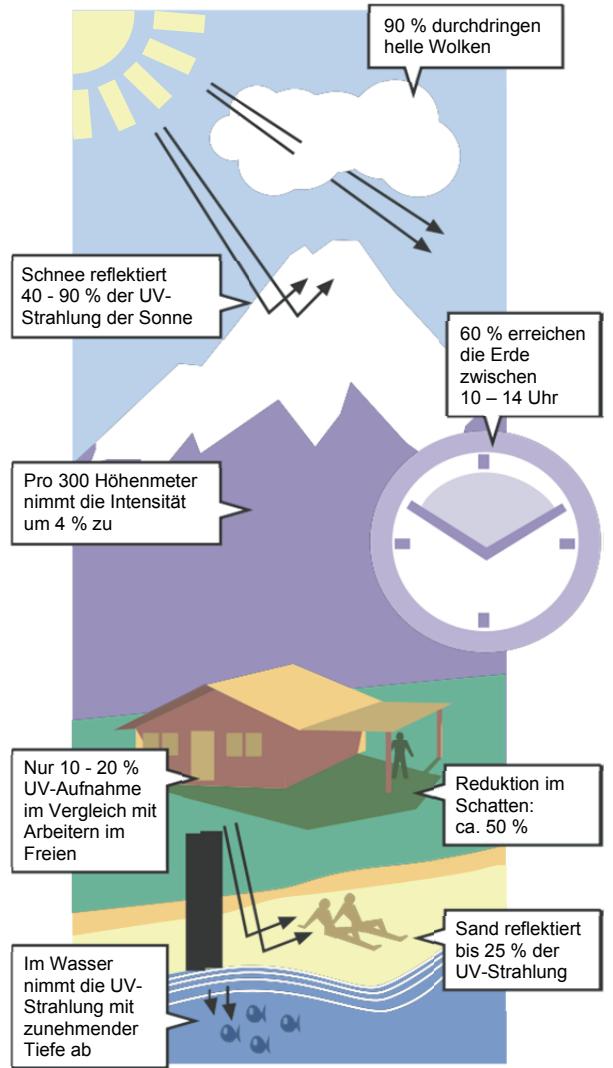 90 % durchdringen
helle Wolken
Schnee reflektiert
40 - 90 % der UV-
Strahlung der Sonne
60 % erreichen
die Erde
zwischen
10 – 14 Uhr
Pro 300 Höhenmeter
nimmt die Intensität
um 4 % zu
Nur 10 - 20 %
UV-Aufnahme
im Vergleich mit
Arbeitern im
Freien
Reduktion im
Schatten:
ca. 50 %
Sand reflektiert
bis 25 % der
UV-Strahlung
Im Wasser
nimmt die UV-
Strahlung mit
zunehmender
Tiefe ab